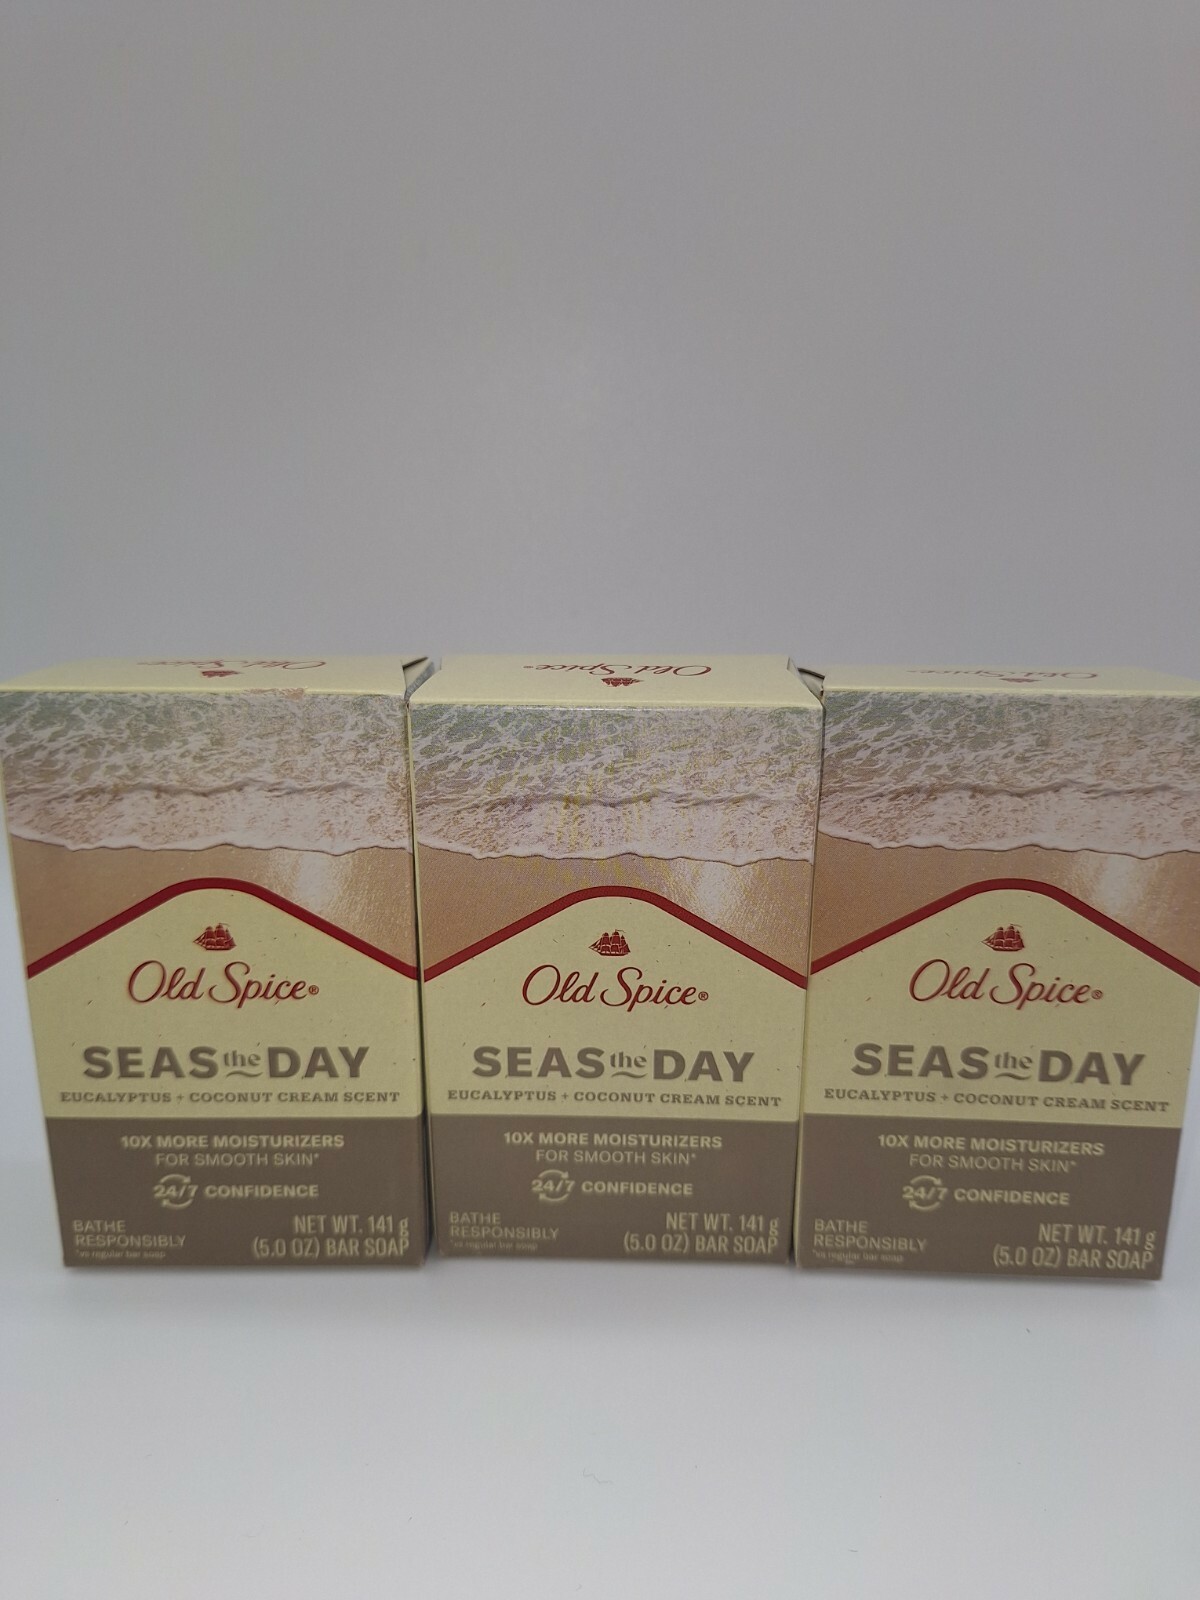 Old Spice®
Old Spice®
Old Spice
Old Spice®
SEAS the DAY
EUCALYPTUS + COCONUT CREAM SCENT
10X MORE MOISTURIZERS
FOR SMOOTH SKIN*
24/7 CONFIDENCE
BATHE
RESPONSIBLY
*vs regular bar soap
NET WT. 141 g
(5.0 OZ) BAR SOAP
Old Spice®
SEAS the DAY
EUCALYPTUS + COCONUT CREAM SCENT
10X MORE MOISTURIZERS
FOR SMOOTH SKIN*
24/7 CONFIDENCE
BATHE
RESPONSIBLY
*vs regular bar soap
NET WT. 141 g
(5.0 OZ) BAR SOAP
Old Spice®
SEAS the DAY
EUCALYPTUS + COCONUT CREAM SCENT
10X MORE MOISTURIZERS
FOR SMOOTH SKIN*
24/7 CONFIDENCE
BATHE
RESPONSIBLY
*vs regular bar soap
NET WT. 141 g
(5.0 OZ) BAR SOAP